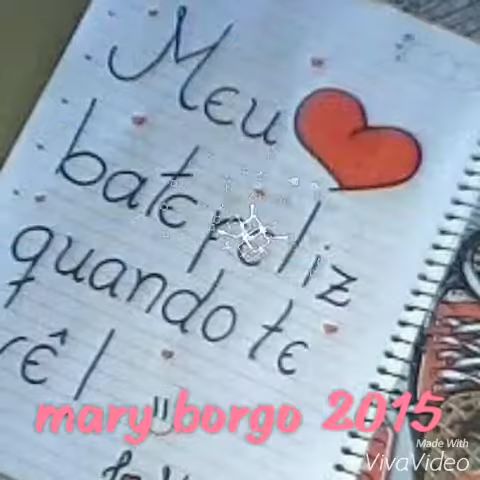 Meu
bate feliz
quando te
vê!
mary borgo 2015
Made With
VivaVideo